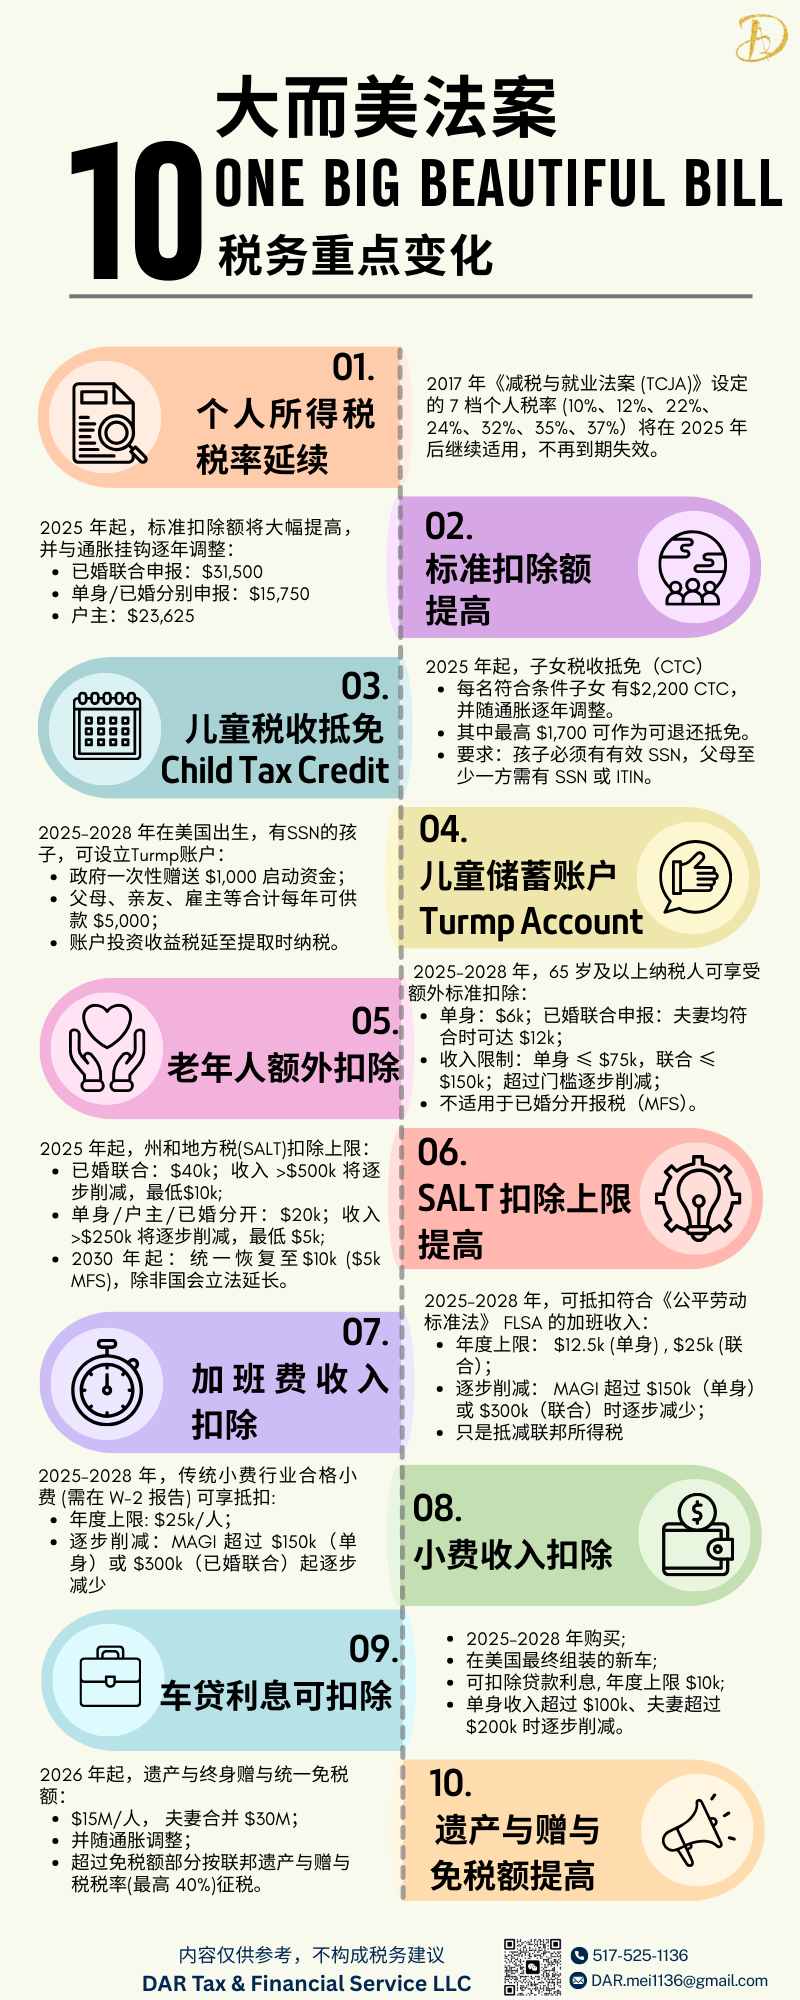 大而美法案
10
ONE BIG BEAUTIFUL BILL
税务重点变化
01.
个人所得税
税率延续
2017 年《减税与就业法案 (TCJA)》设定
的 7 档个人税率 (10%、12%、22%、
24%、32%、35%、37%）将在 2025 年
后继续适用，不再到期失效。
02.
标准扣除额
提高
2025 年起，标准扣除额将大幅提高，
并与通胀挂钩逐年调整：
• 已婚联合申报：$31,500
• 单身/已婚分别申报：$15,750
• 户主：$23,625
03.
儿童税收抵免
Child Tax Credit
2025 年起，子女税收抵免（CTC）
• 每名符合条件子女 有$2,200 CTC，
并随通胀逐年调整。
• 其中最高 $1,700 可作为可退还抵免。
• 要求：孩子必须有有效 SSN，父母至
少一方需有 SSN 或 ITIN。
04.
儿童储蓄账户
Turmp Account
2025-2028 年在美国出生，有SSN的孩
子，可设立Turmp账户：
• 政府一次性赠送 $1,000 启动资金；
• 父母、亲友、雇主等合计每年可供
款 $5,000；
• 账户投资收益税延至提取时纳税。
05.
老年人额外扣除
2025-2028 年，65 岁及以上纳税人可享受
额外标准扣除：
• 单身：$6k；已婚联合申报：夫妻均符
合时可达 $12k；
• 收入限制：单身 ≤ $75k，联合 ≤
$150k；超过门槛逐步削减；
• 不适用于已婚分开报税（MFS）。
06.
SALT 扣除上限
提高
2025 年起，州和地方税(SALT)扣除上限：
• 已婚联合：$40k；收入 >$500k 将逐
步削减，最低$10k;
• 单身/户主/已婚分开：$20k；收入
>$250k 将逐步削减，最低 $5k;
• 2030 年起：统一恢复至$10k ($5k
MFS)，除非国会立法延长。
07.
加班费收入
扣除
2025-2028 年，可抵扣符合《公平劳动
标准法》 FLSA 的加班收入：
• 年度上限： $12.5k (单身) , $25k (联
合)；
• 逐步削减： MAGI 超过 $150k（单身）
或 $300k（联合）时逐步减少；
• 只是抵减联邦所得税
08.
小费收入扣除
2025-2028 年，传统小费行业合格小
费 (需在 W-2 报告) 可享抵扣:
• 年度上限: $25k/人；
• 逐步削减：MAGI 超过 $150k（单
身）或 $300k（已婚联合）起逐步
减少
09.
车贷利息可扣除
• 2025-2028 年购买;
• 在美国最终组装的新车;
• 可扣除贷款利息, 年度上限 $10k;
• 单身收入超过 $100k、夫妻超过
$200k 时逐步削减。
10.
遗产与赠与
免税额提高
2026 年起，遗产与终身赠与统一免税
额：
• $15M/人， 夫妻合并 $30M；
• 并随通胀调整；
• 超过免税额部分按联邦遗产与赠与
税税率(最高 40%)征税。
内容仅供参考，不构成税务建议
DAR Tax & Financial Service LLC
517-525-1136
DAR.mei1136@gmail.com